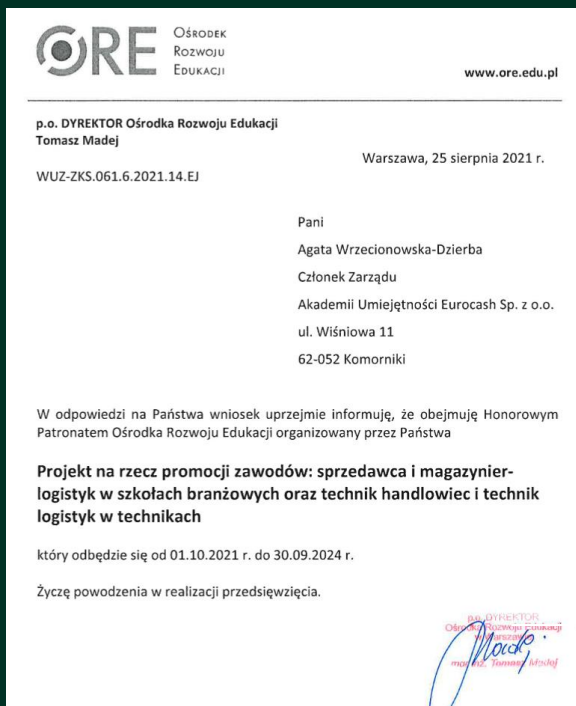 ORE
OŚRODEK
ROZWOJU
EDUKACJI
www.ore.edu.pl
p.o. DYREKTOR Ośrodka Rozwoju Edukacji
Tomasz Madej
Warszawa, 25 sierpnia 2021 r.
WUZ-ZKS.061.6.2021.14.EJ
Pani
Agata Wrzecionowska-Dzierba
Członek Zarządu
Akademii Umiejętności Eurocash Sp. z o.o.
ul. Wiśniowa 11
62-052 Komorniki
W odpowiedzi na Państwa wniosek uprzejmie informuję, że obejmuję Honorowym
Patronatem Ośrodka Rozwoju Edukacji organizowany przez Państwa
Projekt na rzecz promocji zawodów: sprzedawca i magazynier-
logistyk w szkołach branżowych oraz technik handlowiec i technik
logistyk w technikach
który odbędzie się od 01.10.2021 r. do 30.09.2024 r.
Życzę powodzenia w realizacji przedsięwzięcia.
p.o. DYREKTOR
Ośrodka Rozwoju Edukacji
w Warszawie
mgr inż. Tomasz Madej